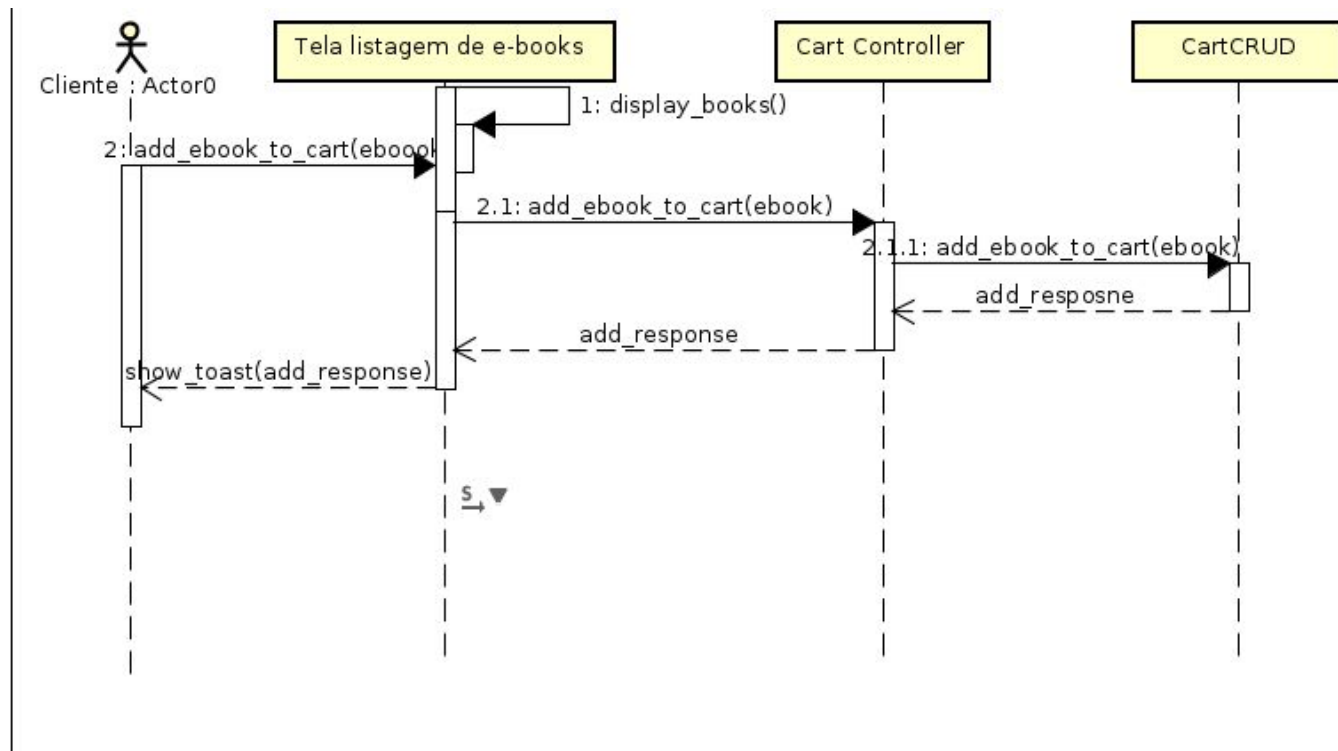 Tela listagem de e-books
Cart Controller
CartCRUD
Cliente : Actor0
1: display_books()
2: add_ebook_to_cart(eboook
2.1: add_ebook_to_cart(ebook)
2.1.1: add_ebook_to_cart(ebook)
add_resposne
add_response
show_toast(add_response)
S